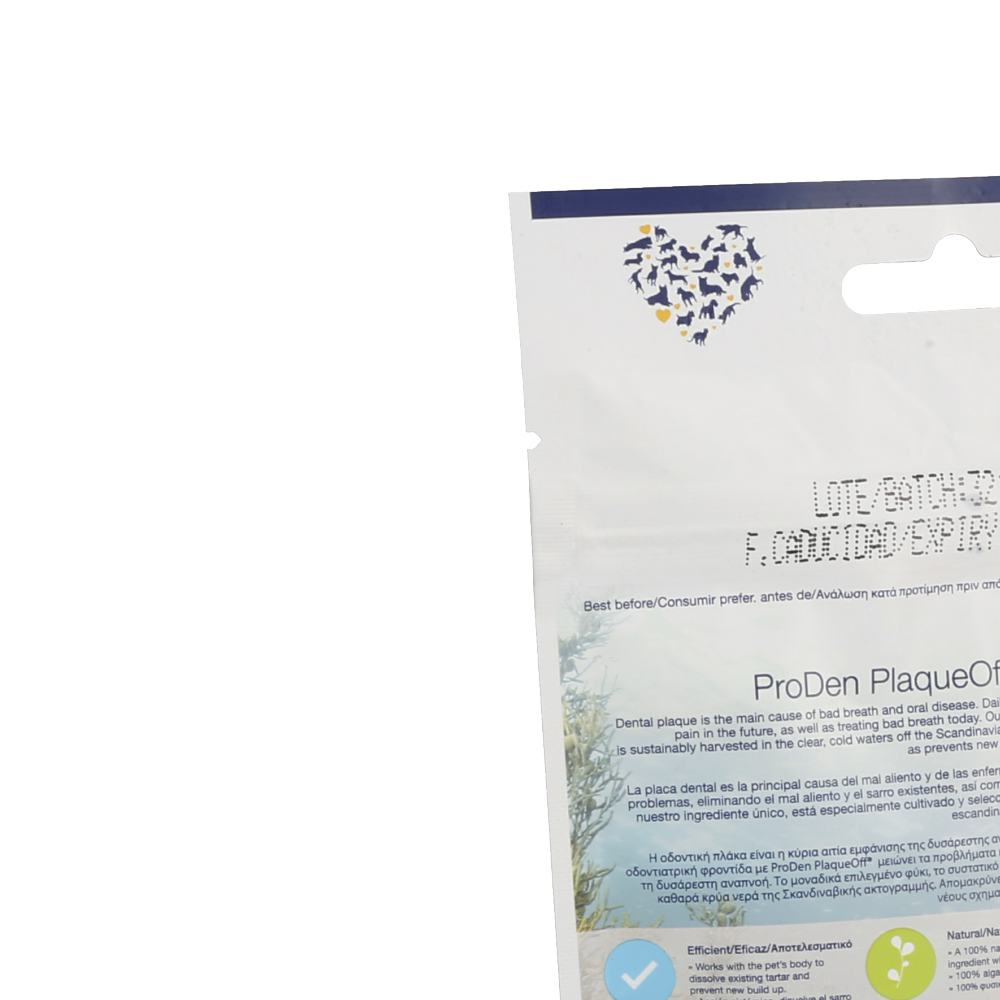 LOTE/BATCH:32
F.CADUCIDAD/EXPIRY
Best before/Consumir prefer. antes de/Ανάλωση κατά προτίμηση πριν από
ProDen PlaqueOf
Dental plaque is the main cause of bad breath and oral disease. Dai
pain in the future, as well as treating bad breath today. Ou
is sustainably harvested in the clear, cold waters off the Scandinavia
as prevents new
La placa dental es la principal causa del mal aliento y de las enfer
problemas, eliminando el mal aliento y el sarro existentes, así com
nuestro ingrediente único, está especialmente cultivado y selecc
escandin
Η οδοντική πλάκα είναι η κύρια αιτία εμφάνισης της δυσάρεστης αν
οδοντιατρική φροντίδα με ProDen PlaqueOff® μειώνει τα προβλήματα
τη δυσάρεστη αναπνοή. Το μοναδικά επιλεγμένο φύκι, το συστατικό
καθαρά κρύα νερά της Σκανδιναβικής ακτογραμμής. Απομακρύνε
νέους σχημα
Efficient/Eficaz/Αποτελεσματικό
» Works with the pet's body to
dissolve existing tartar and
prevent new build up.
Natural/Na
» A 100% na
ingredient wi
» 100% alga
» 100% φυσι